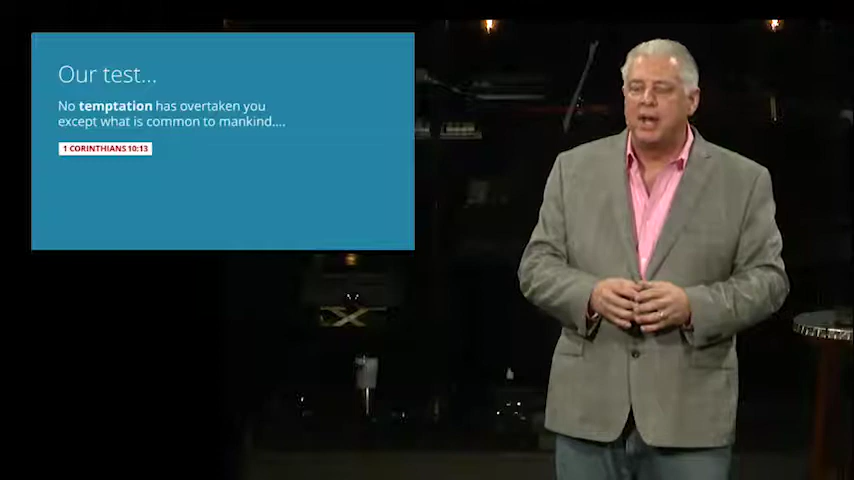 Our test...
No temptation has overtaken you
except what is common to mankind....
1 CORINTHIANS 10:13